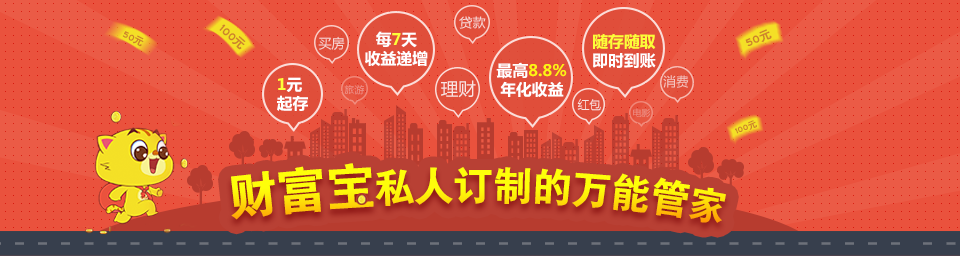 50元
100元
买房
每7天
收益递增
贷款
随存随取
即时到账
50元
1元
起存
旅游
理财
最高8.8%
年化收益
红包
消费
电影
100元
财富宝私人订制的万能管家